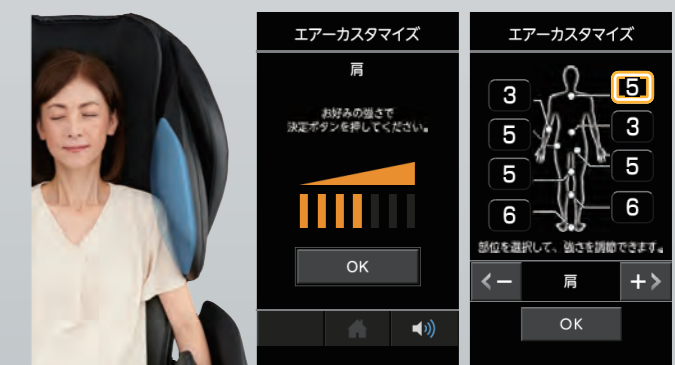 エアーカスタマイズ
肩
お好みの強さで
決定ボタンを押してください。
OK
エアーカスタマイズ
3
5
5
3
5
5
6
6
部位を選択して、強さを調節できます。
< −
肩
+ >
OK